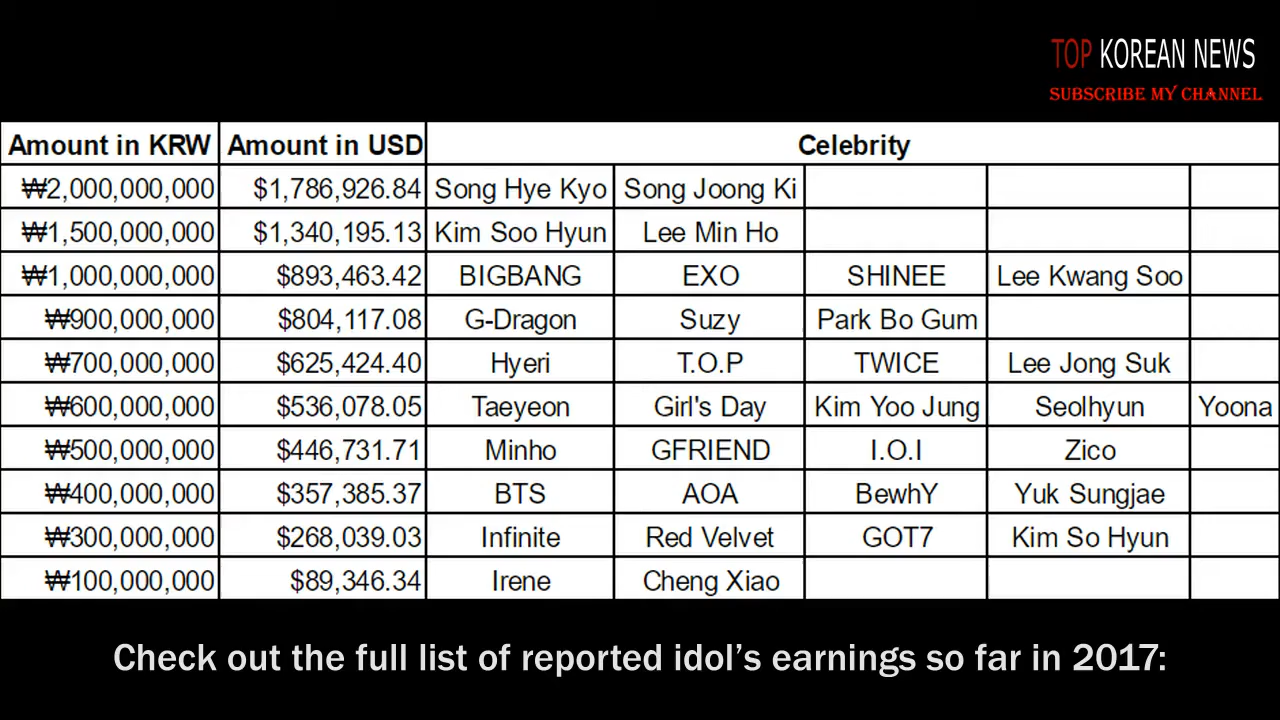 TOP KOREAN NEWS
SUBSCRIBE MY CHANNEL
Amount in KRW Amount in USD Celebrity
₩2,000,000,000 $1,786,926.84 Song Hye Kyo Song Joong Ki
₩1,500,000,000 $1,340,195.13 Kim Soo Hyun Lee Min Ho
₩1,000,000,000 $893,463.42 BIGBANG EXO SHINEE Lee Kwang Soo
₩900,000,000 $804,117.08 G-Dragon Suzy Park Bo Gum
₩700,000,000 $625,424.40 Hyeri T.O.P TWICE Lee Jong Suk
₩600,000,000 $536,078.05 Taeyeon Girl's Day Kim Yoo Jung Seolhyun Yoona
₩500,000,000 $446,731.71 Minho GFRIEND I.O.I Zico
₩400,000,000 $357,385.37 BTS AOA BewhY Yuk Sungjae
₩300,000,000 $268,039.03 Infinite Red Velvet GOT7 Kim So Hyun
₩100,000,000 $89,346.34 Irene Cheng Xiao
Check out the full list of reported idol’s earnings so far in 2017: